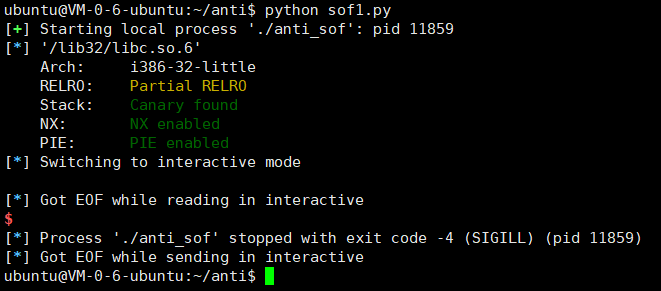 ubuntu@VM-0-6-ubuntu:~/anti$ python sof1.py
[+] Starting local process './anti_sof': pid 11859
[*] '/lib32/libc.so.6'
    Arch:     i386-32-little
    RELRO:    Partial RELRO
    Stack:    Canary found
    NX:       NX enabled
    PIE:      PIE enabled
[*] Switching to interactive mode

[*] Got EOF while reading in interactive
$
[*] Process './anti_sof' stopped with exit code -4 (SIGILL) (pid 11859)
[*] Got EOF while sending in interactive
ubuntu@VM-0-6-ubuntu:~/anti$